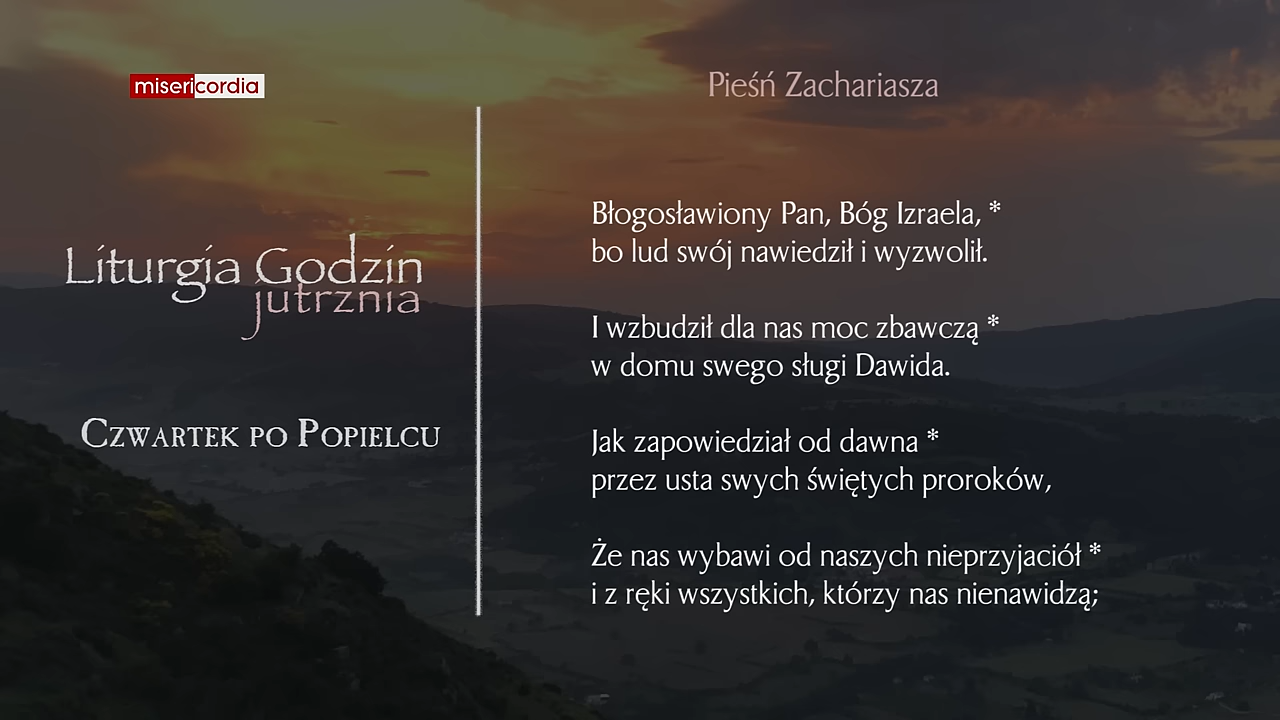 misericordia
Liturgia Godzin
jutrznia
Czwartek po Popielcu
Pieśń Zachariasza
Błogosławiony Pan, Bóg Izraela, *
bo lud swój nawiedził i wyzwolił.
I wzbudził dla nas moc zbawczą *
w domu swego sługi Dawida.
Jak zapowiedział od dawna *
przez usta swych świętych proroków,
Że nas wybawi od naszych nieprzyjaciół *
i z ręki wszystkich, którzy nas nienawidzą;